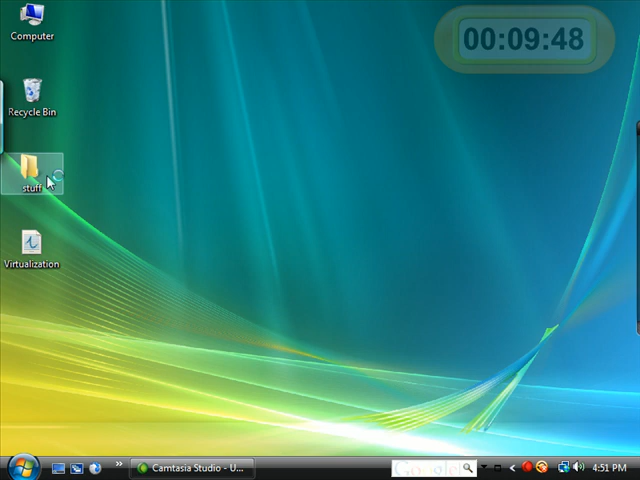 Computer
00:09:48
Recycle Bin
stuff
Virtualization
Camtasia Studio - U...
Google
4:51 PM